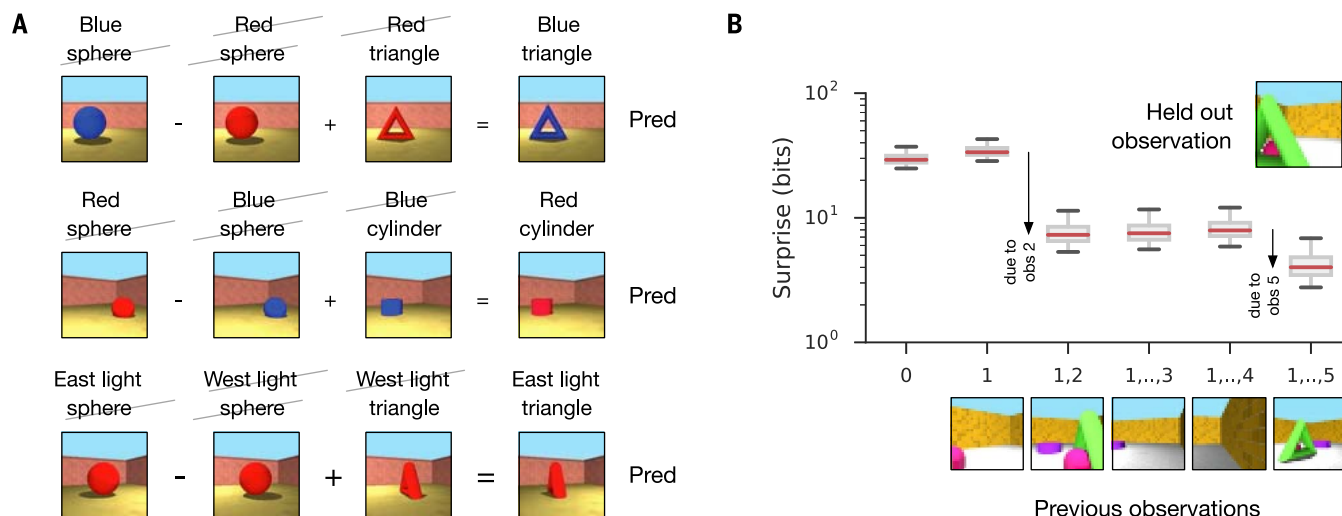 A
Blue Red Red Blue
sphere sphere triangle triangle
- + = Pred
Red Blue Blue Red
sphere sphere cylinder cylinder
- + = Pred
East light West light West light East light
sphere sphere triangle triangle
- + = Pred
B
Held out
observation
Surprise (bits)
10²
10¹
10⁰
due to
obs 2
due to
obs 5
0 1 1,2 1,..,3 1,..,4 1,..,5
Previous observations